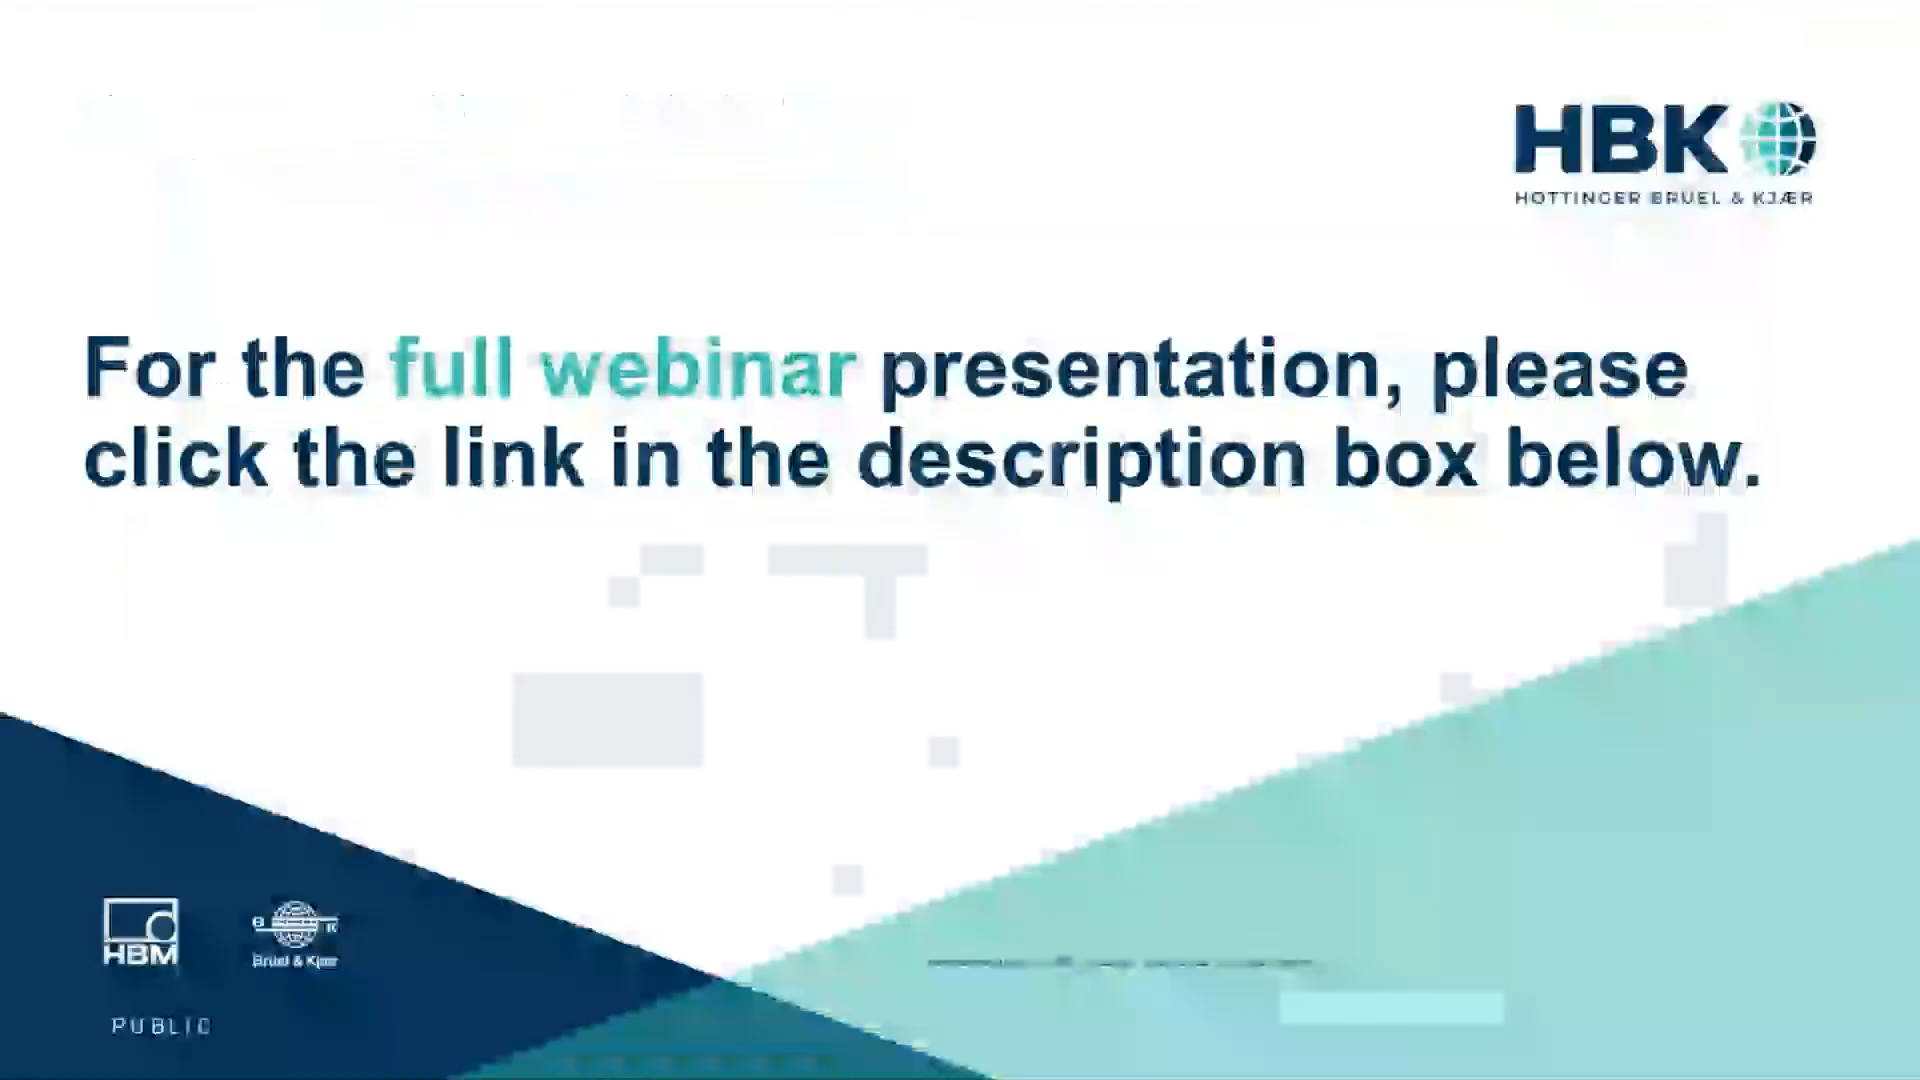 HBK
HOTTINGER BRÜEL & KJÆR
For the full webinar presentation, please
click the link in the description box below.
HBM
Brüel & Kjær
PUBLIC